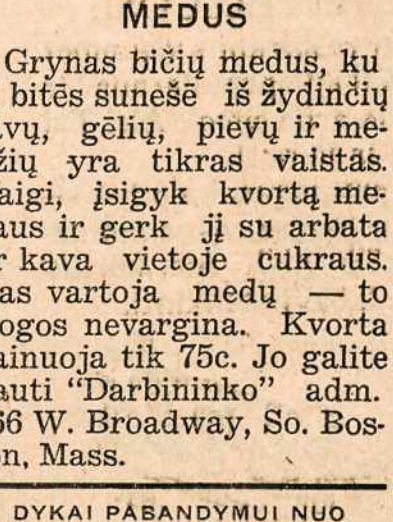 MEDUS
Grynas bičių medus, ku
bitės sunešė iš žydinčių
vų, gėlių, pievų ir me-
žių yra tikras vaistas.
aigi, įsigyk kvortą me-
aus ir gerk jį su arbata
r kava vietoje cukraus.
as vartoja medų — to
ogos nevargina. Kvorta
ainuoja tik 75c. Jo galite
auti “Darbininko” adm.
66 W. Broadway, So. Bos-
n, Mass.
DYKAI PABANDYMUI NUO